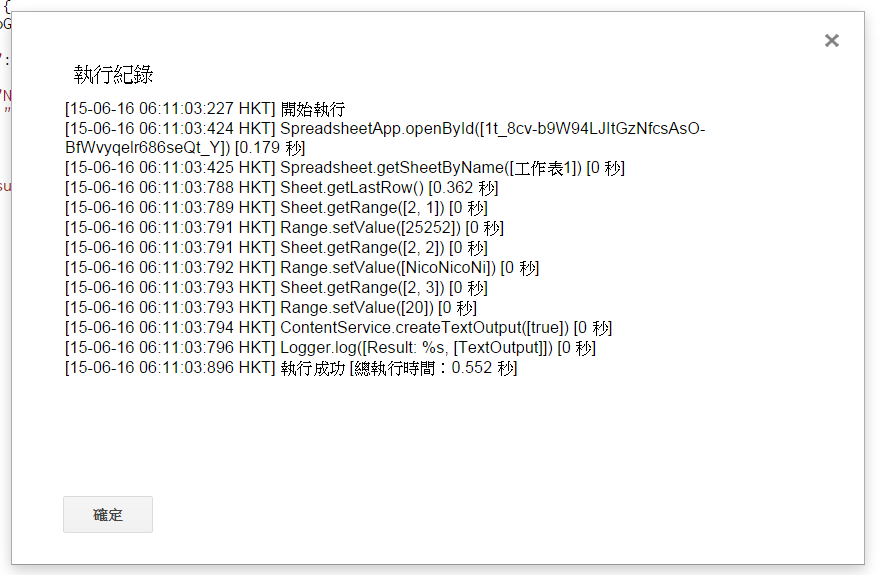 {
oG
":
"N
"
su
執行紀錄
[15-06-16 06:11:03:227 HKT] 開始執行
[15-06-16 06:11:03:424 HKT] SpreadsheetApp.openById([1t_8cv-b9W94LJltGzNfcsAsO-
BfWvyqelr686seQt_Y]) [0.179 秒]
[15-06-16 06:11:03:425 HKT] Spreadsheet.getSheetByName([工作表1]) [0 秒]
[15-06-16 06:11:03:788 HKT] Sheet.getLastRow() [0.362 秒]
[15-06-16 06:11:03:789 HKT] Sheet.getRange([2, 1]) [0 秒]
[15-06-16 06:11:03:791 HKT] Range.setValue([25252]) [0 秒]
[15-06-16 06:11:03:791 HKT] Sheet.getRange([2, 2]) [0 秒]
[15-06-16 06:11:03:792 HKT] Range.setValue([NicoNicoNi]) [0 秒]
[15-06-16 06:11:03:793 HKT] Sheet.getRange([2, 3]) [0 秒]
[15-06-16 06:11:03:793 HKT] Range.setValue([20]) [0 秒]
[15-06-16 06:11:03:794 HKT] ContentService.createTextOutput([true]) [0 秒]
[15-06-16 06:11:03:796 HKT] Logger.log([Result: %s, [TextOutput]]) [0 秒]
[15-06-16 06:11:03:896 HKT] 執行成功 [總執行時間：0.552 秒]
確定